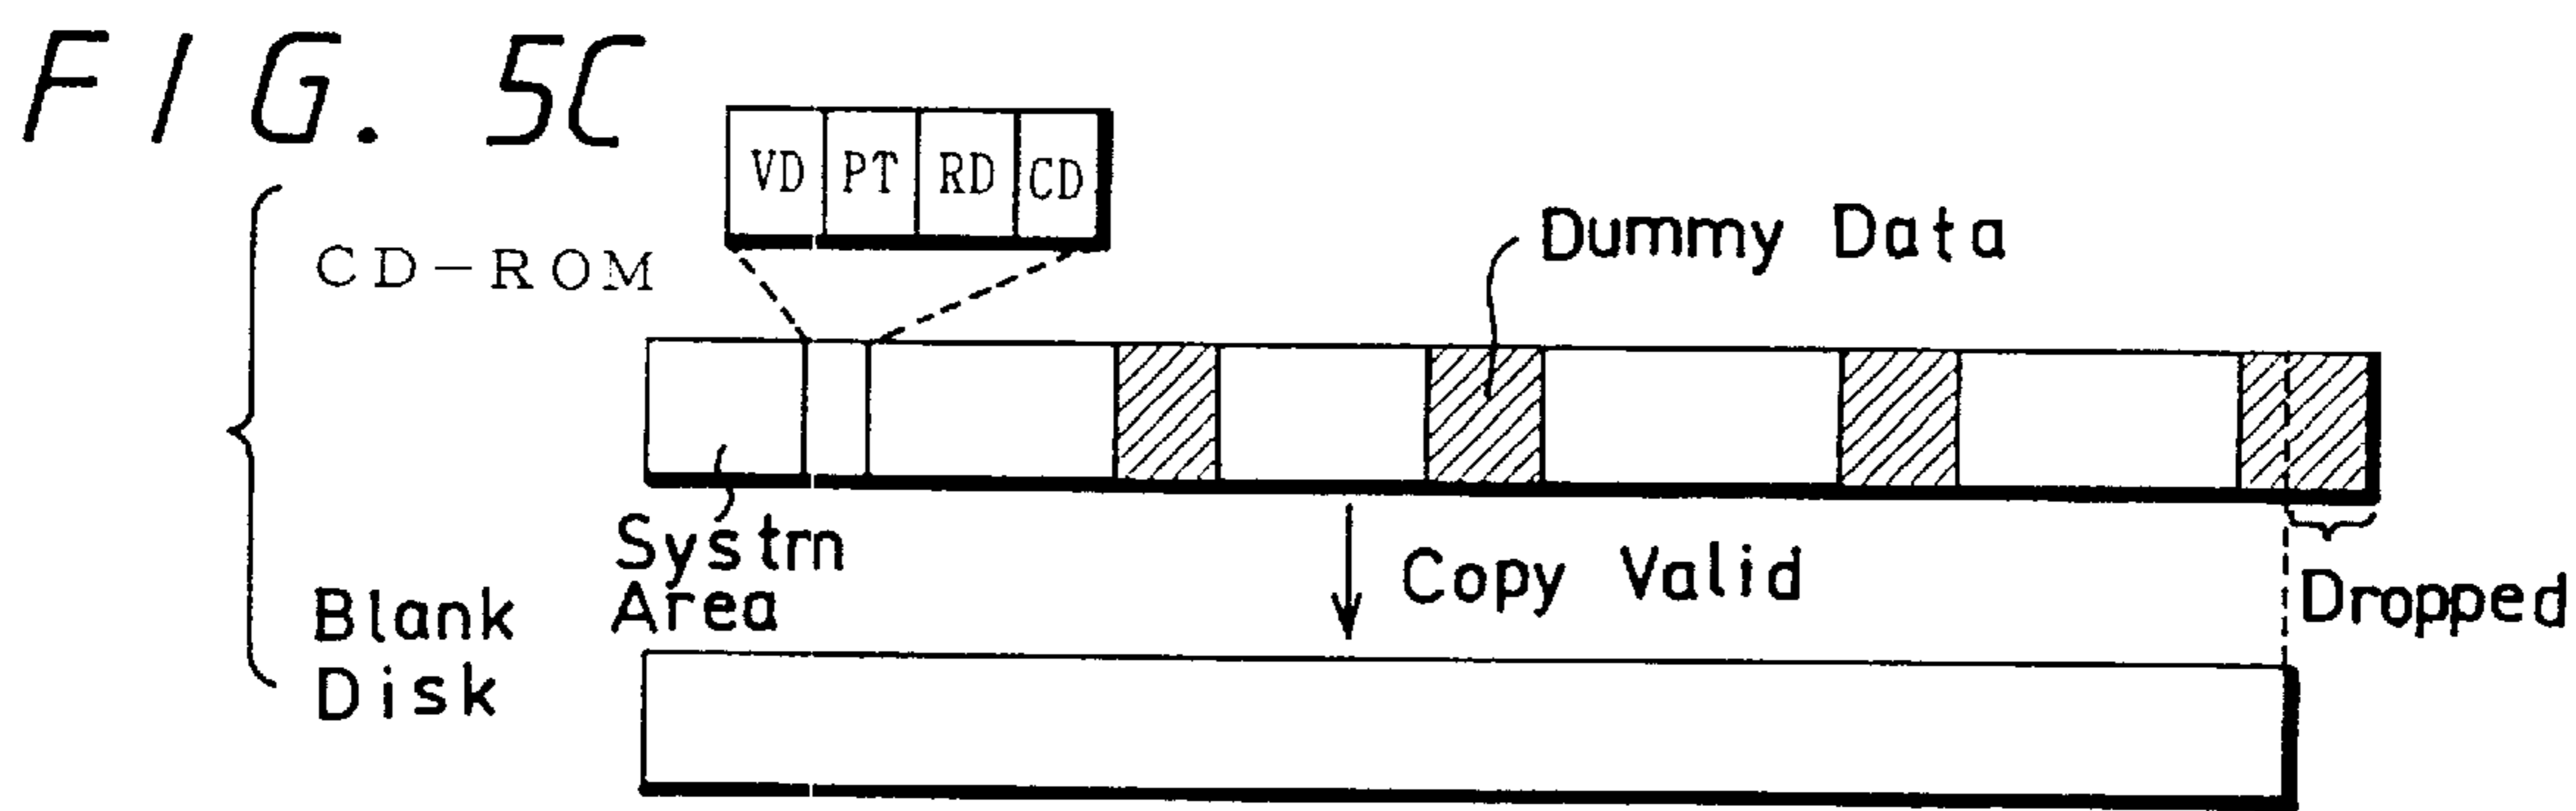 FIG. 5C
VD PT RD CD
CD-ROM
Dummy Data
Systrn
Area
Copy Valid
Dropped
Blank
Disk